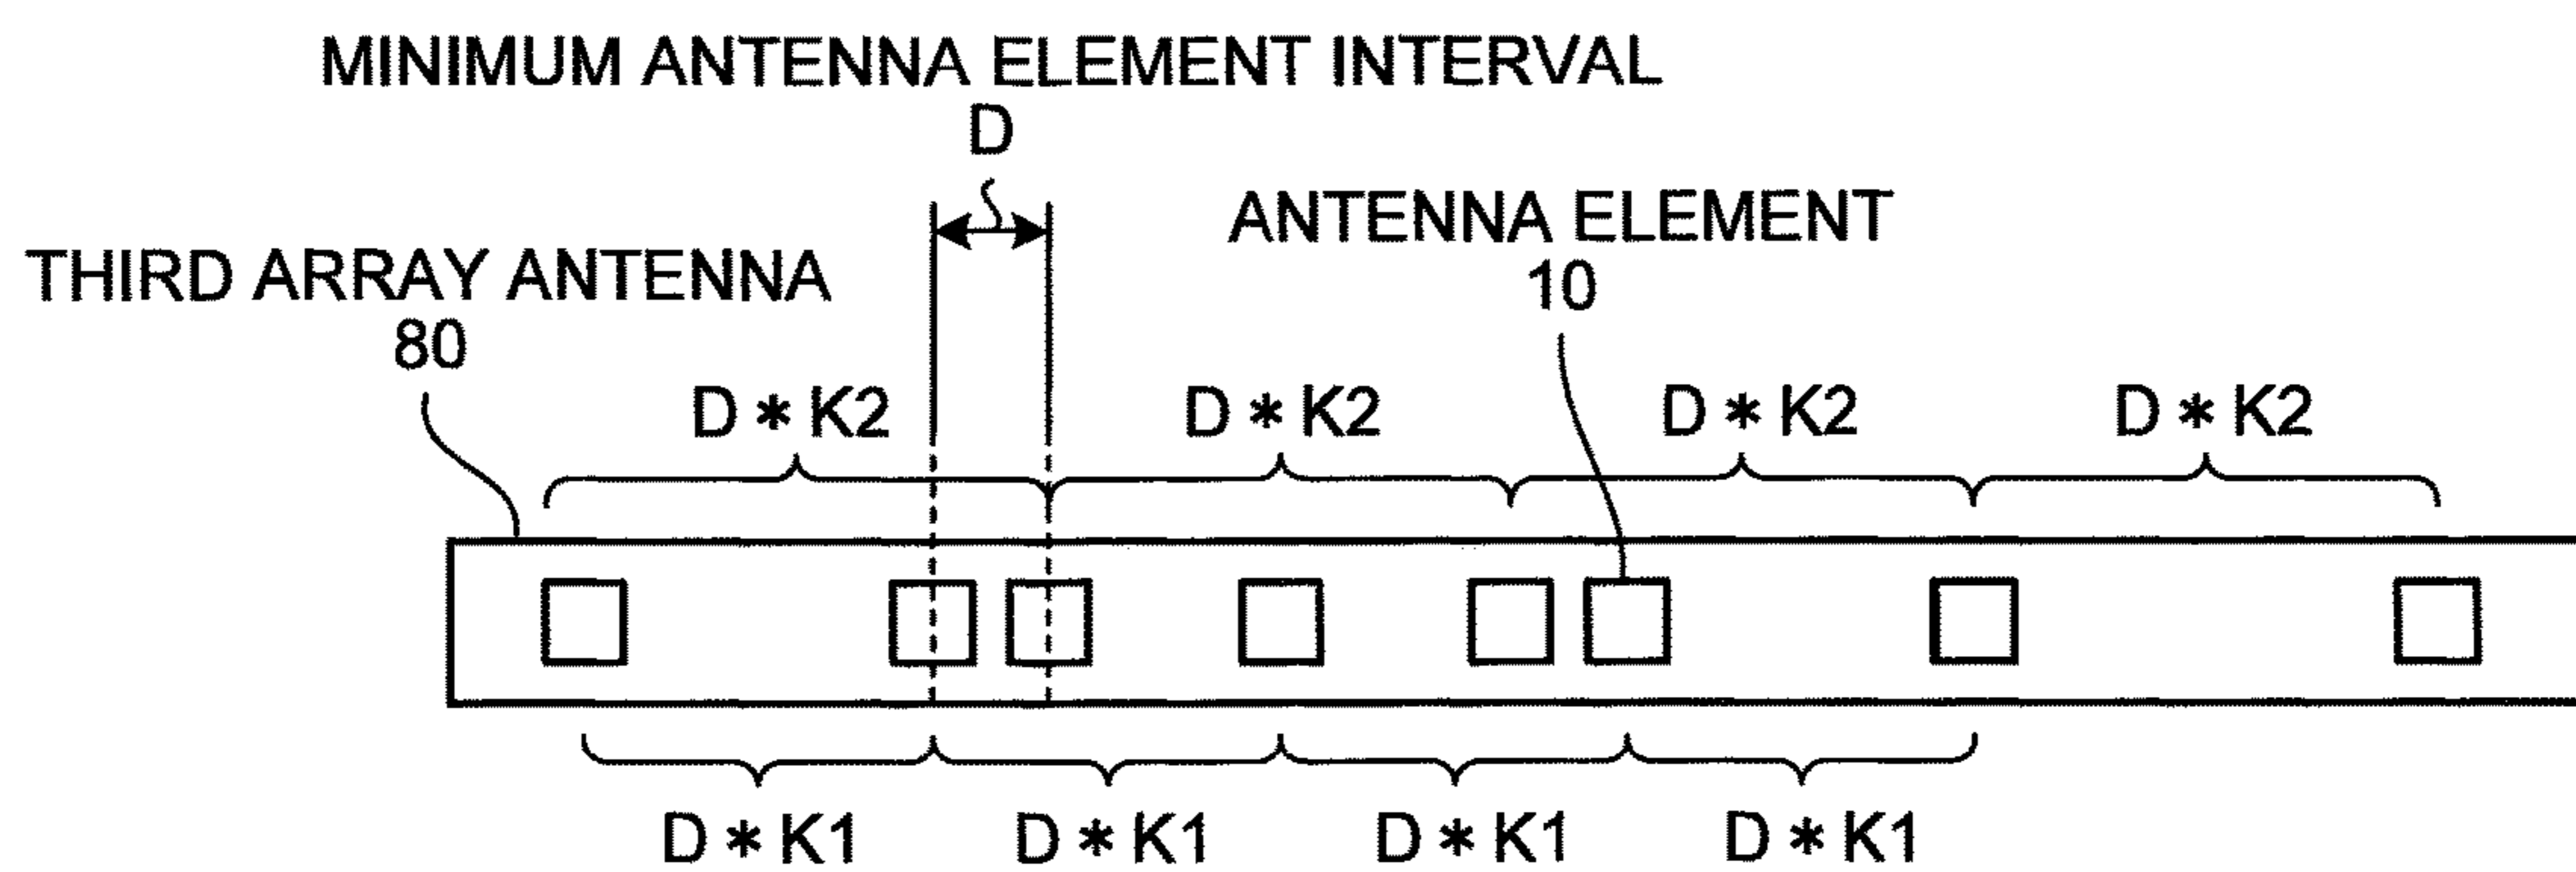 MINIMUM ANTENNA ELEMENT INTERVAL
D
ANTENNA ELEMENT
10
THIRD ARRAY ANTENNA
80
D * K2
D * K2
D * K2
D * K2
D * K1
D * K1
D * K1
D * K1